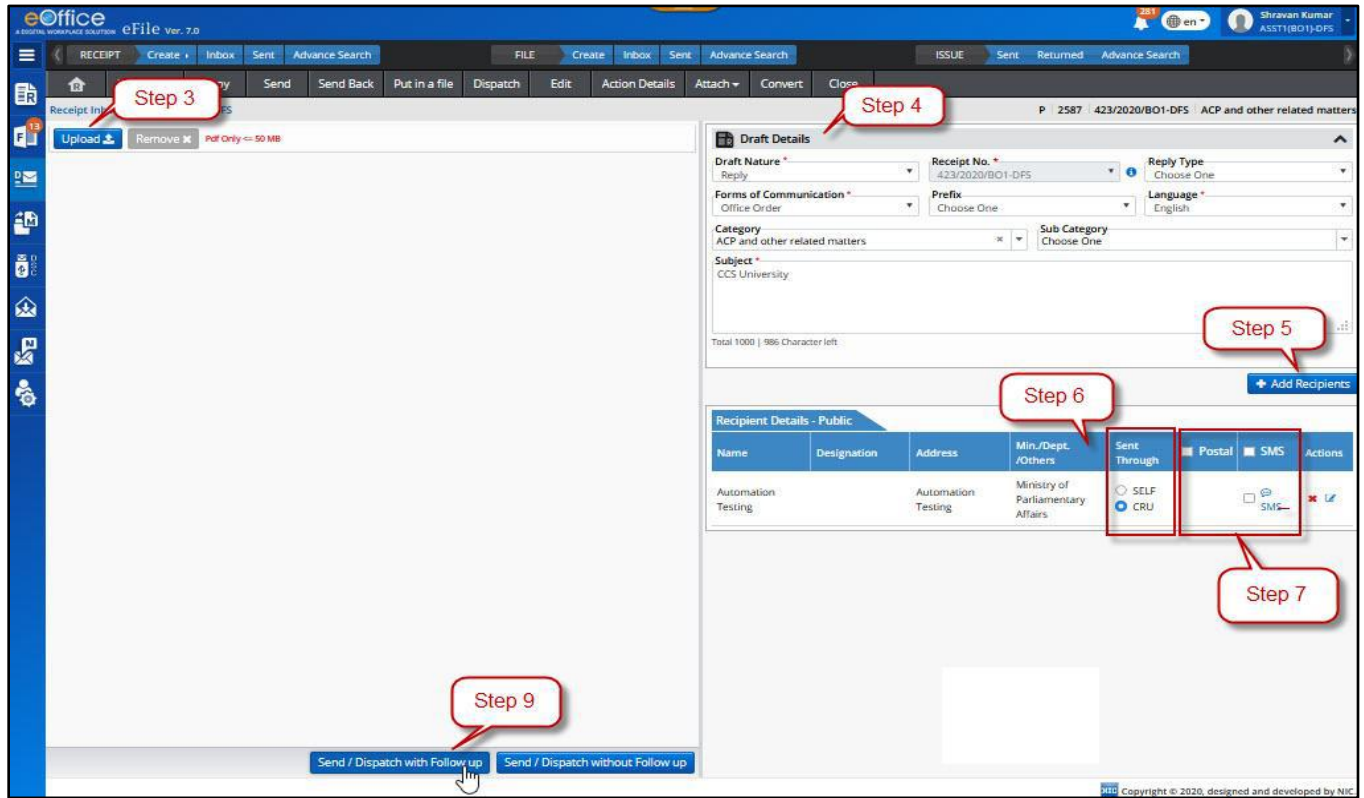 eOffice
A DIGITAL WORKPLACE SOLUTION
eFile Ver. 7.0
281
en
Shravan Kumar
ASST1(BO1)-DFS
RECEIPT Create Inbox Sent Advance Search
FILE Create Inbox Sent Advance Search
ISSUE Sent Returned Advance Search
Send Send Back Put in a file Dispatch Edit Action Details Attach Convert Close
Step 3
Step 4
Receipt
P 2587 423/2020/BO1-DFS ACP and other related matters
13
Upload Remove Pdf Only <= 50 MB
Draft Details
Draft Nature * Receipt No. * Reply Type
Reply 423/2020/BO1-DFS Choose One
Forms of Communication * Prefix Language *
Office Order Choose One English
Category Sub Category
ACP and other related matters Choose One
Subject *
CCS University
Total 1000 | 986 Character left
Step 5
+ Add Recipients
Step 6
Recipient Details - Public
Name Designation Address Min./Dept. /Others Sent Through Postal SMS Actions
Automation Testing Automation Testing Ministry of Parliamentary Affairs SELF CRU SMS
Step 7
Step 9
Send / Dispatch with Follow up Send / Dispatch without Follow up
NIC Copyright © 2020, designed and developed by NIC.